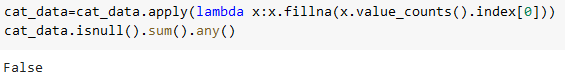 cat_data=cat_data.apply(lambda x:x.fillna(x.value_counts().index[0]))
cat_data.isnull().sum().any()
False